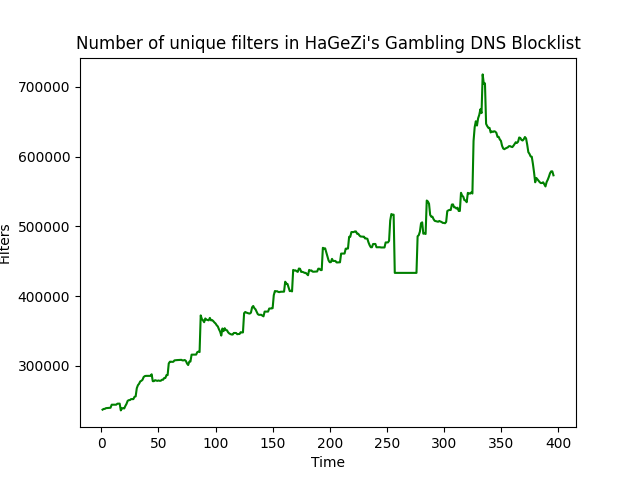 Number of unique filters in HaGeZi's Gambling DNS Blocklist
700000
600000
500000
400000
300000
Filters
0 50 100 150 200 250 300 350 400
Time